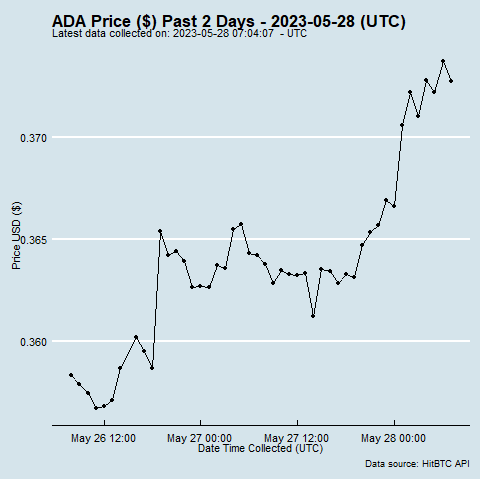 ADA Price ($) Past 2 Days - 2023-05-28 (UTC)
Latest data collected on: 2023-05-28 07:04:07  - UTC
Price USD ($)
0.370
0.365
0.360
May 26 12:00
May 27 00:00
May 27 12:00
May 28 00:00
Date Time Collected (UTC)
Data source: HitBTC API